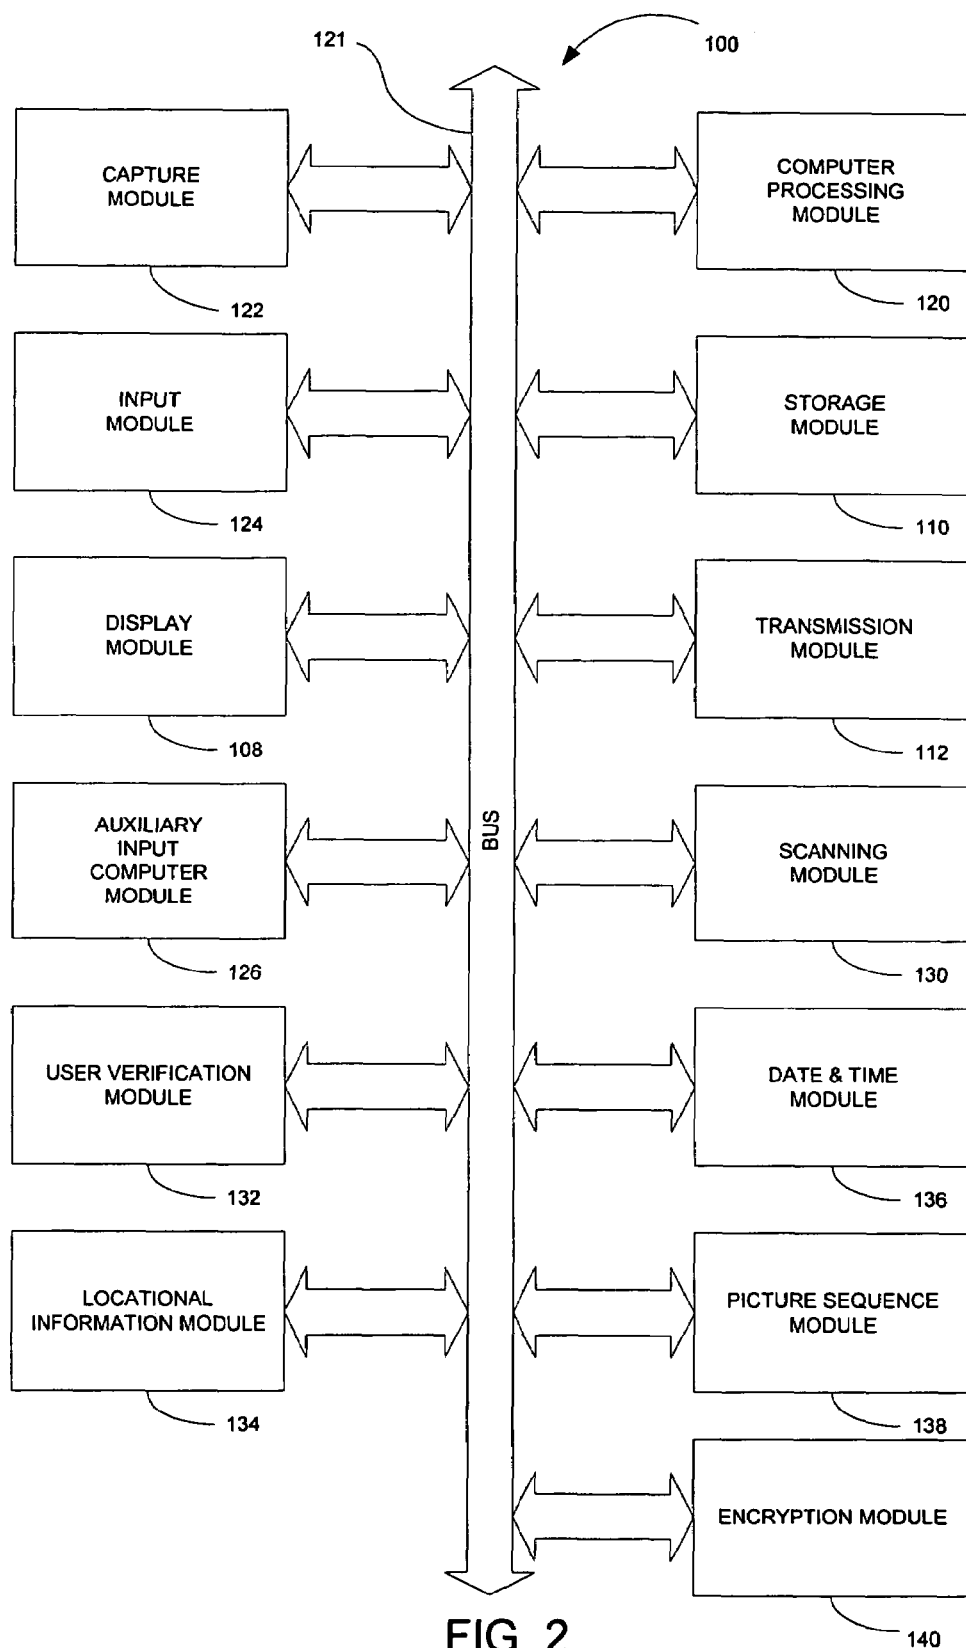 121
100
CAPTURE
MODULE
122
COMPUTER
PROCESSING
MODULE
120
INPUT
MODULE
124
STORAGE
MODULE
110
DISPLAY
MODULE
108
TRANSMISSION
MODULE
112
AUXILIARY
INPUT
COMPUTER
MODULE
126
BUS
SCANNING
MODULE
130
USER VERIFICATION
MODULE
132
DATE & TIME
MODULE
136
LOCATIONAL
INFORMATION MODULE
134
PICTURE SEQUENCE
MODULE
138
ENCRYPTION MODULE
140
FIG. 2